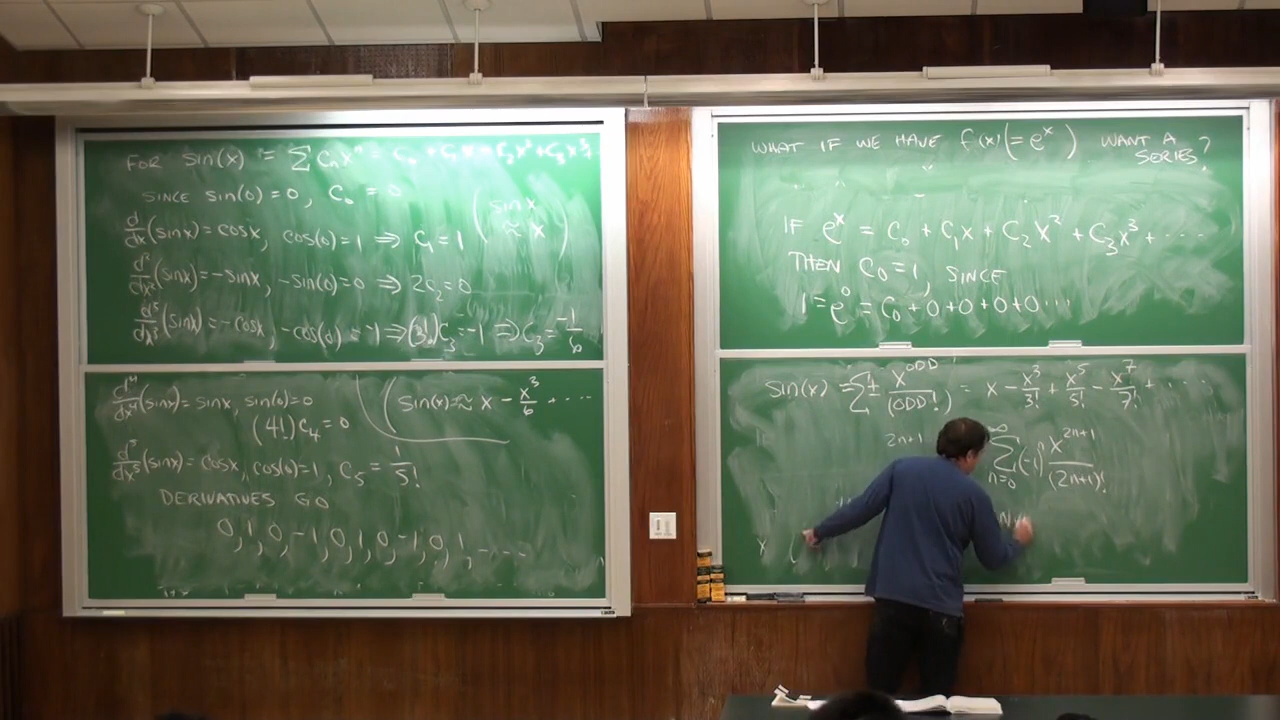 FOR sin(x) = ∑ CnX^n = C₀ + C₁X + C₂X² + C₃X³
SINCE sin(0) = 0, C₀ = 0
(sin X ≈ X)
d/dx (sinx) = cosx, cos(0) = 1 ⇒ C₁ = 1
d²/dx² (sinx) = -sinx, -sin(0) = 0 ⇒ 2C₂ = 0
d³/dx³ (sinx) = -cosx, -cos(0) = -1 ⇒ (3!)C₃ = -1 ⇒ C₃ = -1/6
d⁴/dx⁴ (sinx) = sinx, sin(0) = 0
(4!)C₄ = 0
(sin(x) ≈ x - x³/6 + ····
d⁵/dx⁵ (sinx) = cosx, cos(0) = 1, C₅ = 1/5!
DERIVATIVES GO
0, 1, 0, -1, 0, 1, 0, -1, 0, 1, ----
WHAT IF WE HAVE f(x) (= e^x) WANT A
SERIES?
IF e^x = C₀ + C₁X + C₂X² + C₃X³ + ····
THEN C₀ = 1, SINCE
1 = e⁰ = C₀ + 0 + 0 + 0 + 0 ···
sin(x) = ∑ ± X^ODD/(ODD!) = x - x³/3! + x⁵/5! - x⁷/7! + ····
2n+1
∞∑n=0 (-1)^n X^(2n+1)/(2n+1)!